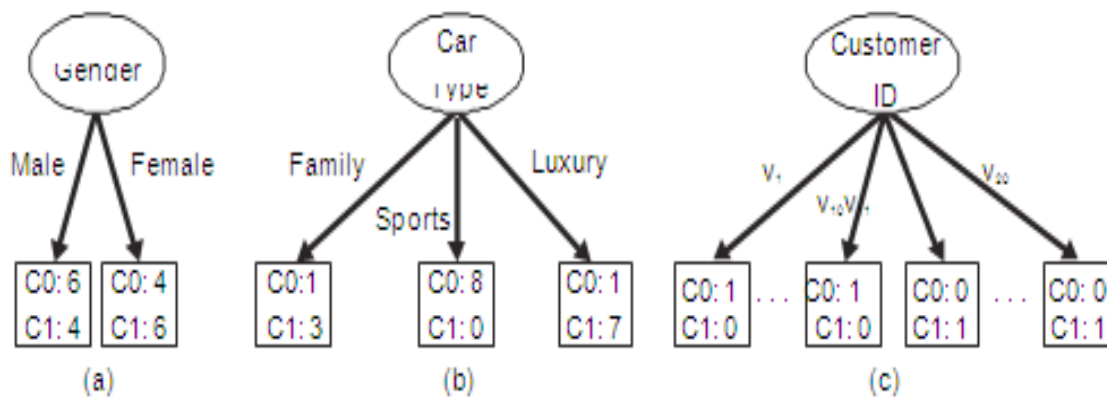 Gender
Male
Female
C0: 6
C1: 4
C0: 4
C1: 6
(a)
Car
Type
Family
Sports
Luxury
C0:1
C1: 3
C0: 8
C1: 0
C0: 1
C1: 7
(b)
Customer
ID
v₁
v₁₀
v₂₀
C0: 1
C1: 0
...
C0: 1
C1: 0
C0: 0
C1: 1
...
C0: 0
C1: 1
(c)